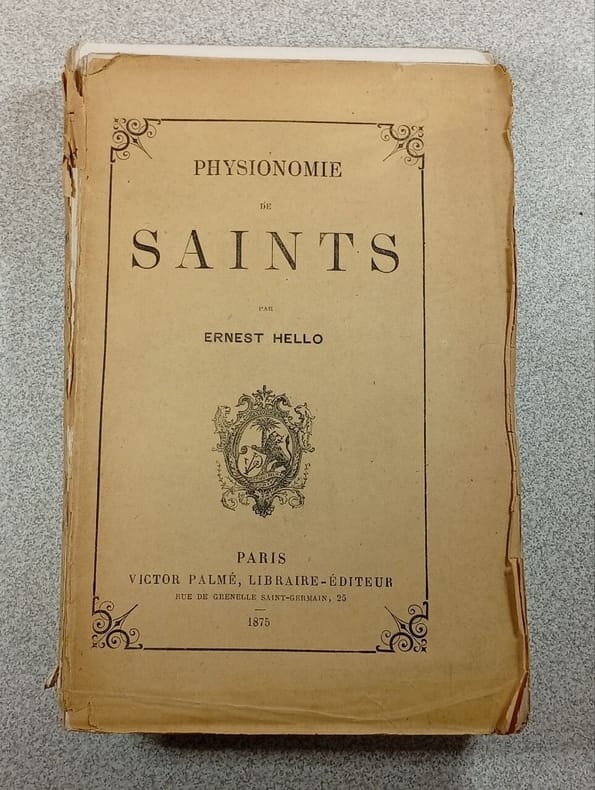 PHYSIONOMIE
DE
SAINTS
PAR
ERNEST HELLO
PARIS
VICTOR PALMÉ, LIBRAIRE-ÉDITEUR
RUE DE GRENELLE SAINT-GERMAIN, 25
1875